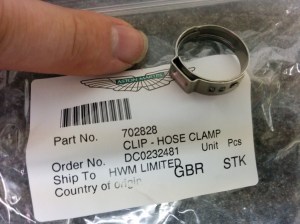 ASTON MARTIN
Part No. 702828
CLIP - HOSE CLAMP
Order No. DC0232481 Unit Pcs
Ship To HWM LIMITED
Country of origin GBR STK